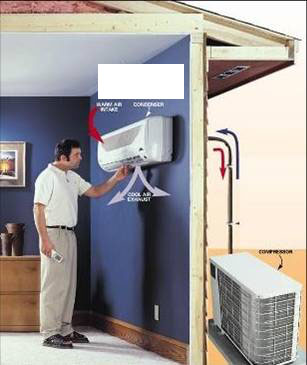 WARM AIR
INTAKE
CONDENSER
COOL AIR
EXHAUST
COMPRESSOR